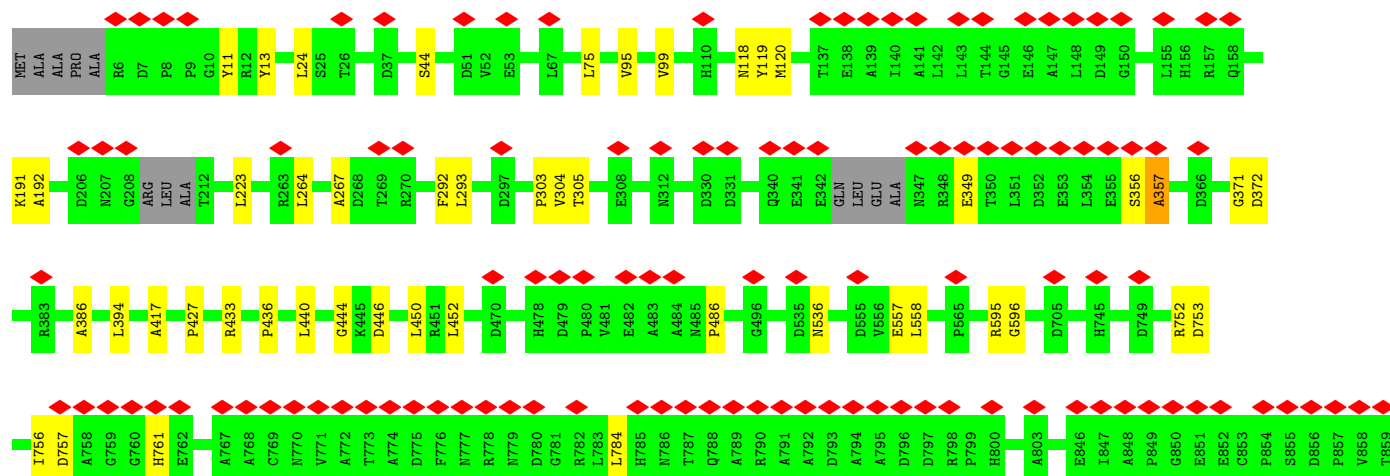 MET ALA ALA PRO ALA R6 D7 P8 P9 G10 Y11 R12 Y13 L24 S25 T26 D37 S44 D51 V52 E53 L67 L75 V95 V99 H110 N118 Y119 M120 T137 E138 A139 I140 A141 L142 L143 T144 G145 E146 A147 L148 D149 G150 L155 H156 R157 Q158
K191 A192 D206 N207 G208 ARG LEU ALA T212 L223 R263 L264 A267 D268 T269 R270 F292 L293 D297 P303 V304 T305 E308 N312 D330 D331 Q340 E341 E342 GLN LEU GLU ALA N347 R348 E349 T350 L351 D352 E353 L354 E355 S356 A357 D366 G371 D372
R383 A386 L394 A417 P427 R433 P436 L440 G444 K445 D446 L450 R451 L452 D470 H478 D479 P480 V481 E482 A483 A484 N485 P486 G496 D535 N536 D555 V556 E557 L558 P565 R595 G596 D705 H745 D749 R752 D753
I756 D757 A758 G759 G760 H761 E762 A767 A768 C769 N770 V771 A772 T773 A774 D775 F776 N777 R778 N779 D780 G781 R782 L783 L784 H785 N786 T787 Q788 A789 R790 A791 A792 D793 A794 A795 D796 D797 R798 P799 H800 A803 E846 I847 A848 P849 G850 E851 E852 C853 P854 S855 D856 P857 V858 T859